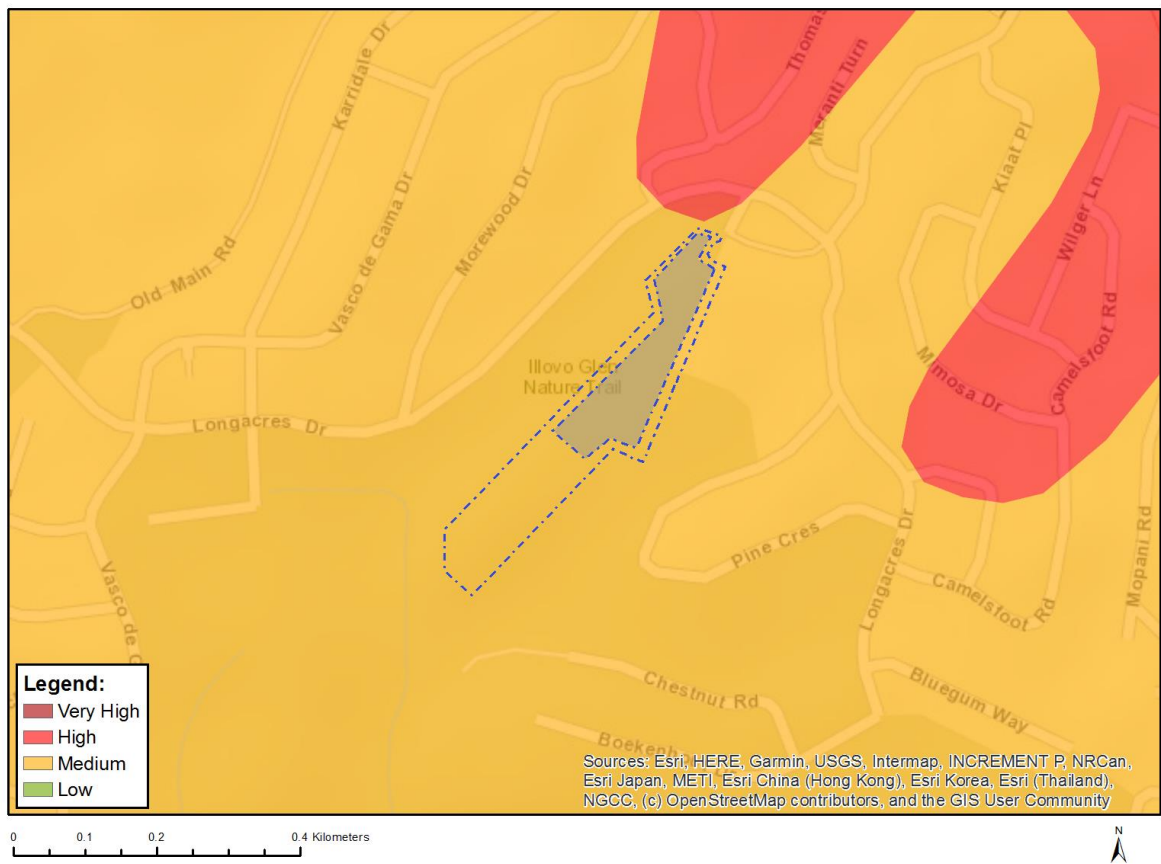 Karridale Dr
Thomas
Meranti Turn
Kiaat Pl
Morewood Dr
Vasco de Gama Dr
Old Main Rd
Wilger Ln
Camelsfoot Rd
Mimosa Dr
Illovo Glen
Nature Trail
Longacres Dr
Pine Cres
Longacres Dr
Camelsfoot Rd
Mopani Rd
Vasco de G
Chestnut Rd
Bluegum Way
Legend:
Very High
High
Medium
Low
Sources: Esri, HERE, Garmin, USGS, Intermap, INCREMENT P, NRCan,
Esri Japan, METI, Esri China (Hong Kong), Esri Korea, Esri (Thailand),
NGCC, (c) OpenStreetMap contributors, and the GIS User Community
0 0.1 0.2 0.4 Kilometers
N